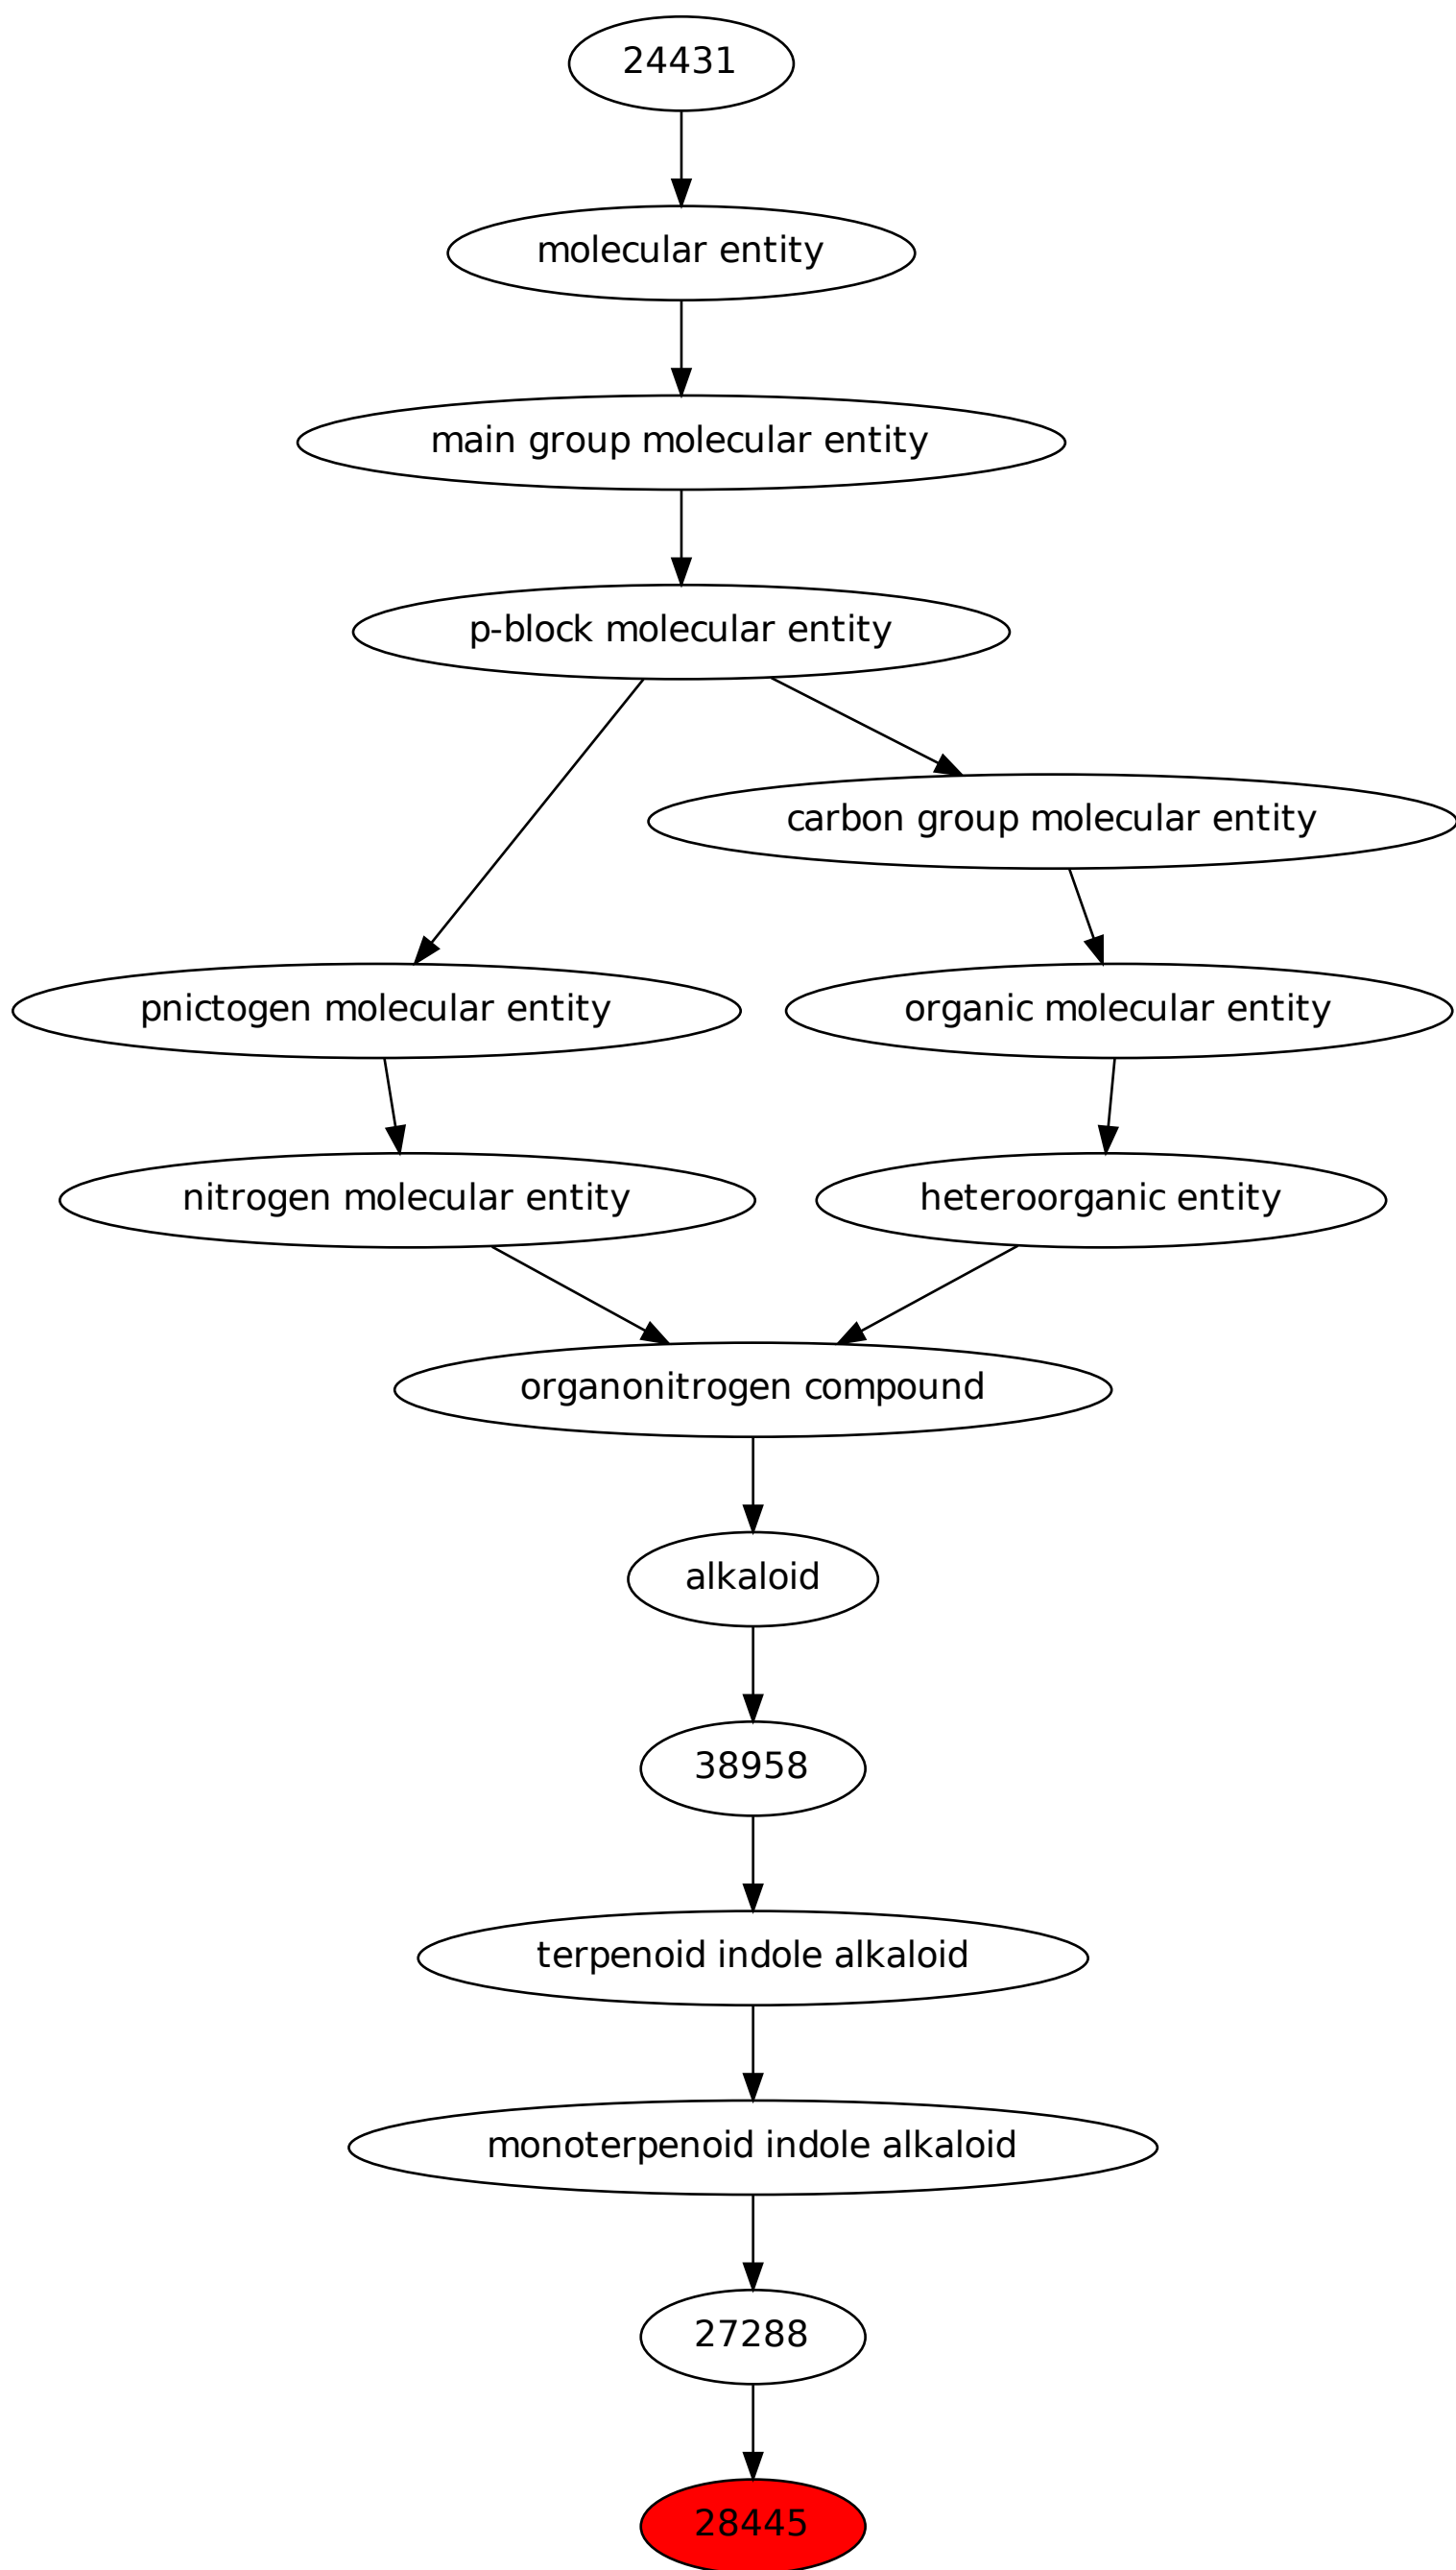 24431
molecular entity
main group molecular entity
p-block molecular entity
carbon group molecular entity
pnictogen molecular entity
organic molecular entity
nitrogen molecular entity
heteroorganic entity
organonitrogen compound
alkaloid
38958
terpenoid indole alkaloid
monoterpenoid indole alkaloid
27288
28445